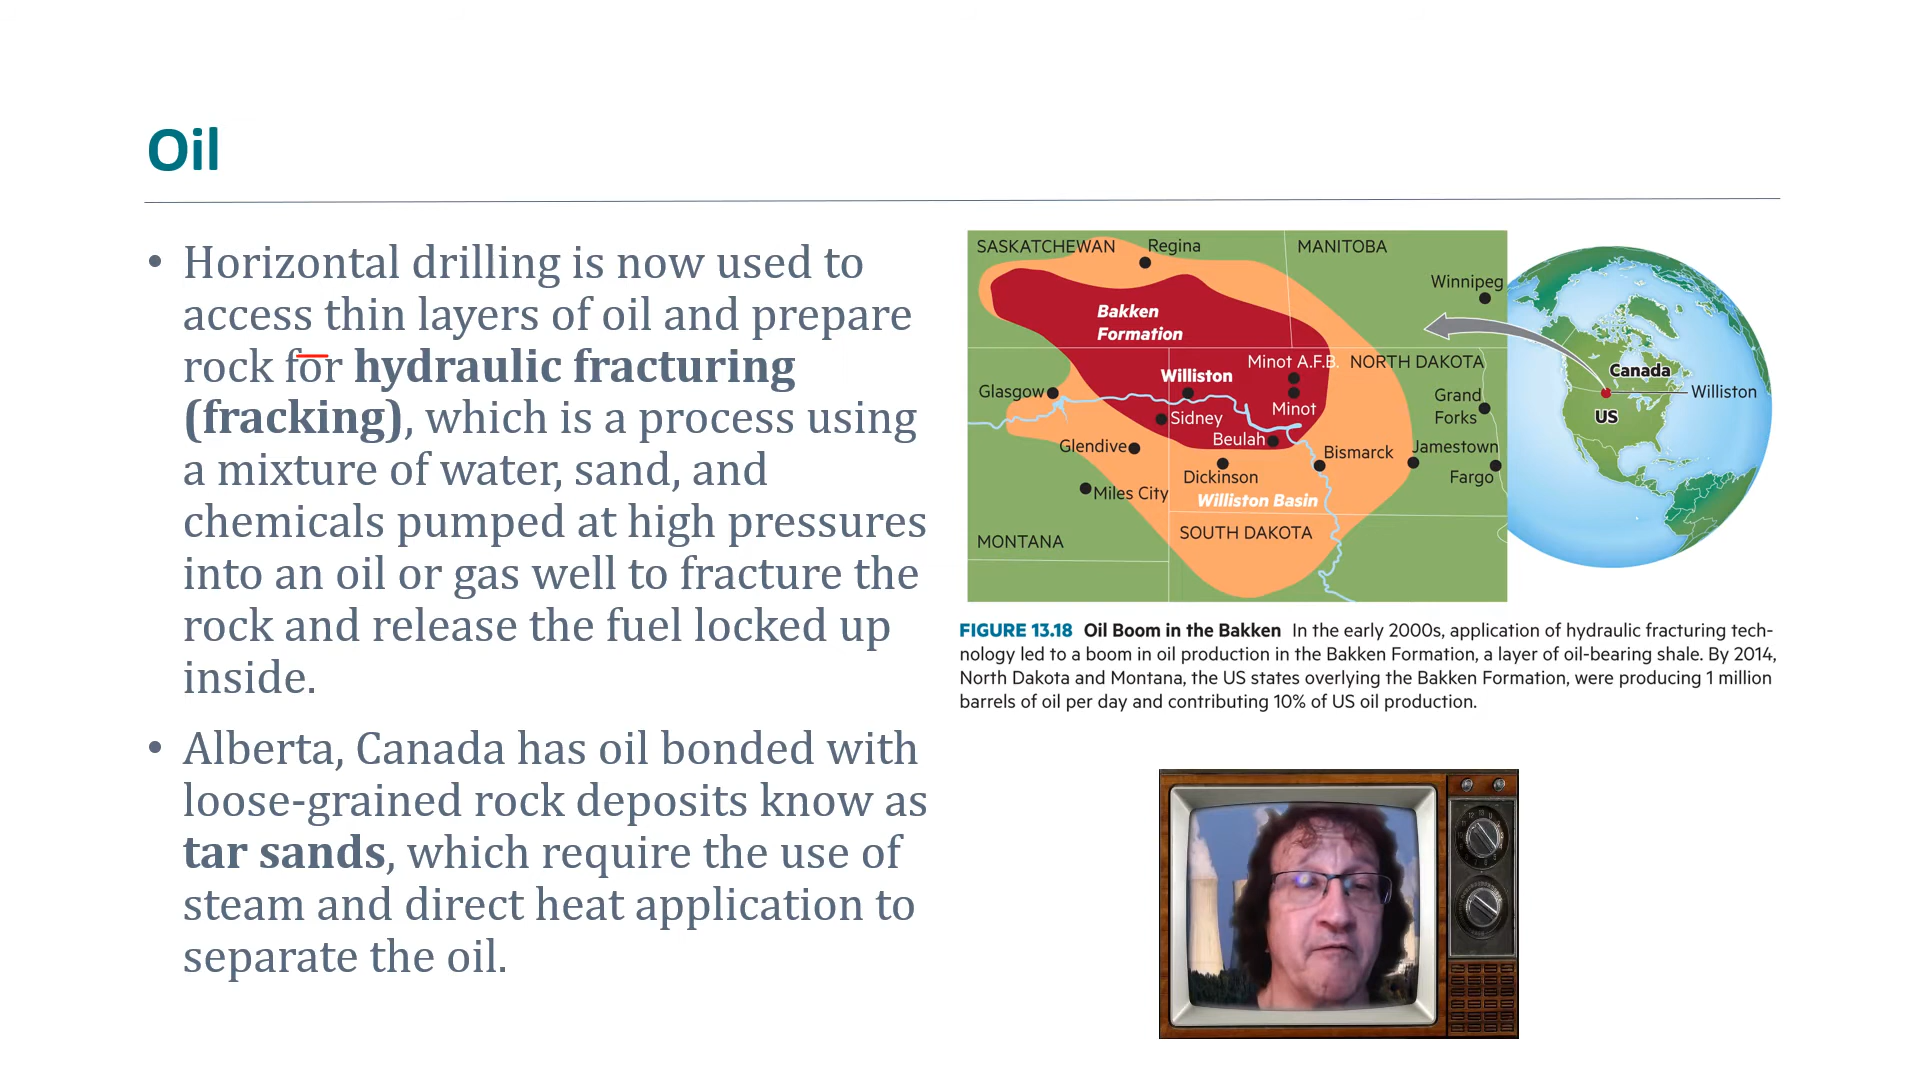 Oil
• Horizontal drilling is now used to
access thin layers of oil and prepare
rock for hydraulic fracturing
(fracking), which is a process using
a mixture of water, sand, and
chemicals pumped at high pressures
into an oil or gas well to fracture the
rock and release the fuel locked up
inside.
• Alberta, Canada has oil bonded with
loose-grained rock deposits know as
tar sands, which require the use of
steam and direct heat application to
separate the oil.
SASKATCHEWAN
Regina
MANITOBA
Winnipeg
Bakken
Formation
Minot A.F.B.
NORTH DAKOTA
Williston
Glasgow
Grand
Forks
Minot
Sidney
Beulah
Glendive
Bismarck
Jamestown
Dickinson
Fargo
Miles City
Williston Basin
SOUTH DAKOTA
MONTANA
Canada
Williston
US
FIGURE 13.18 Oil Boom in the Bakken In the early 2000s, application of hydraulic fracturing tech-
nology led to a boom in oil production in the Bakken Formation, a layer of oil-bearing shale. By 2014,
North Dakota and Montana, the US states overlying the Bakken Formation, were producing 1 million
barrels of oil per day and contributing 10% of US oil production.